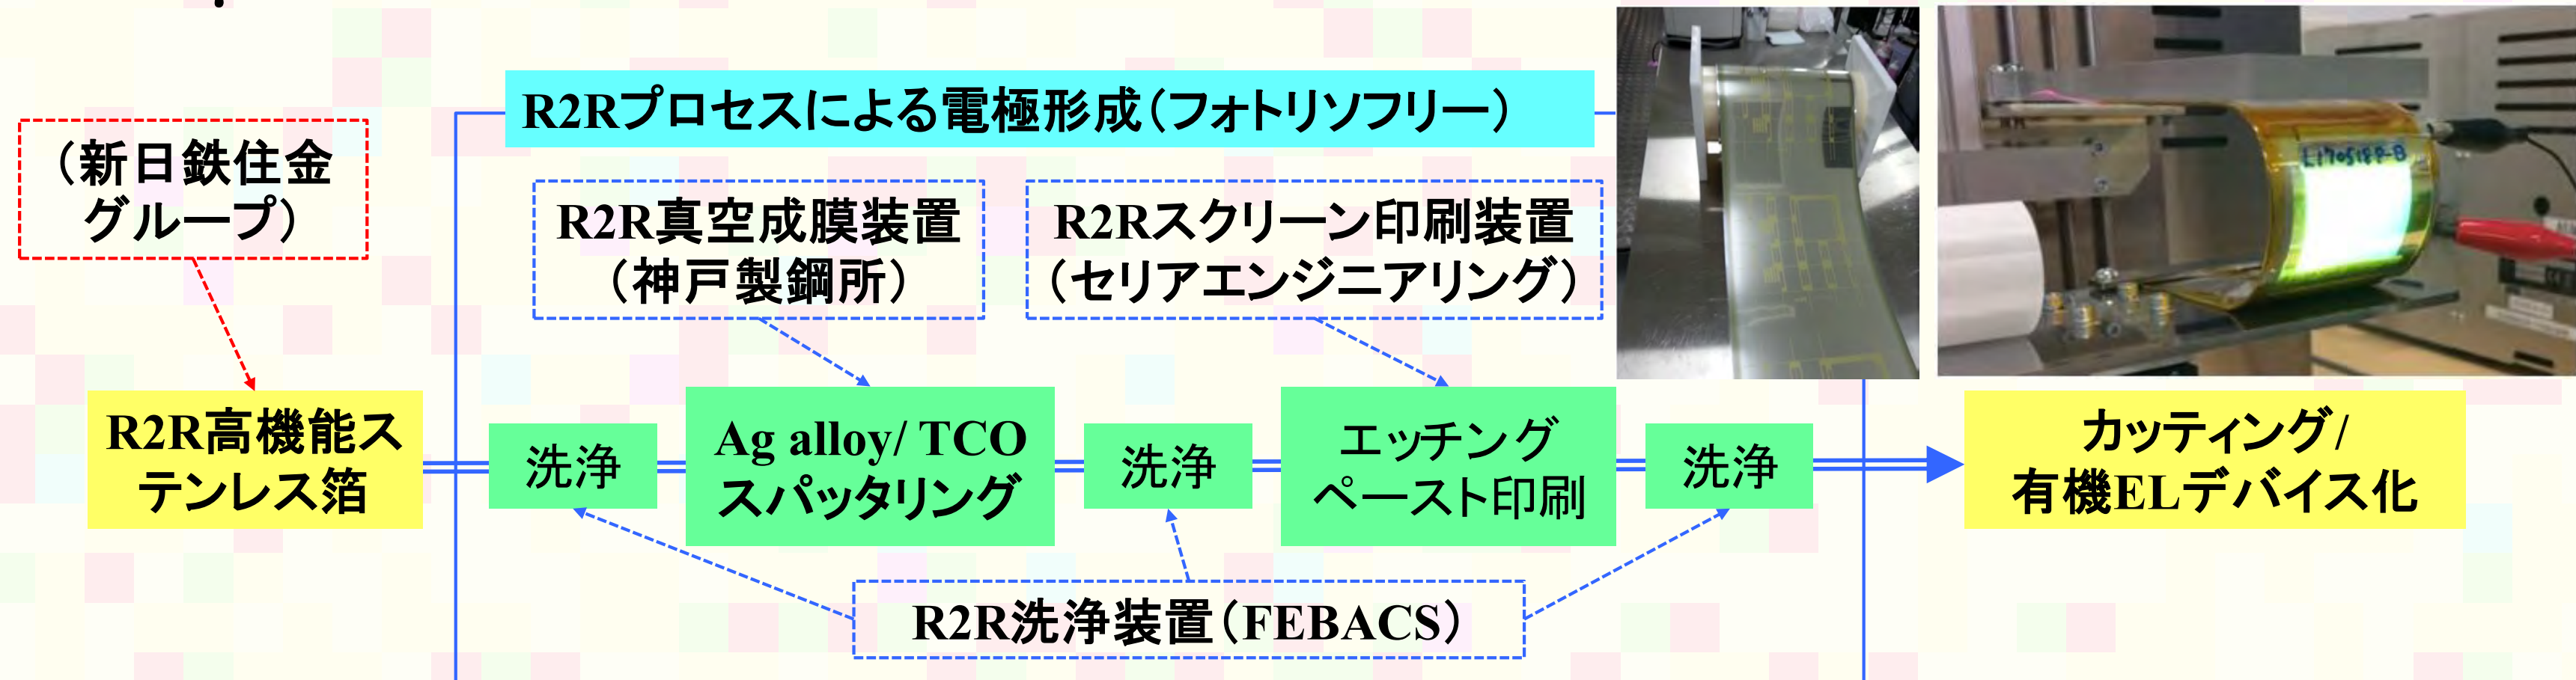 R2Rプロセスによる電極形成（フォトリソフリー）
（新日鉄住金
グループ）
R2R真空成膜装置
（神戸製鋼所）
R2Rスクリーン印刷装置
（セリアエンジニアリング）
R2R高機能ス
テンレス箔
洗浄
Ag alloy/ TCO
スパッタリング
洗浄
エッチング
ペースト印刷
洗浄
カッティング/
有機ELデバイス化
R2R洗浄装置（FEBACS）